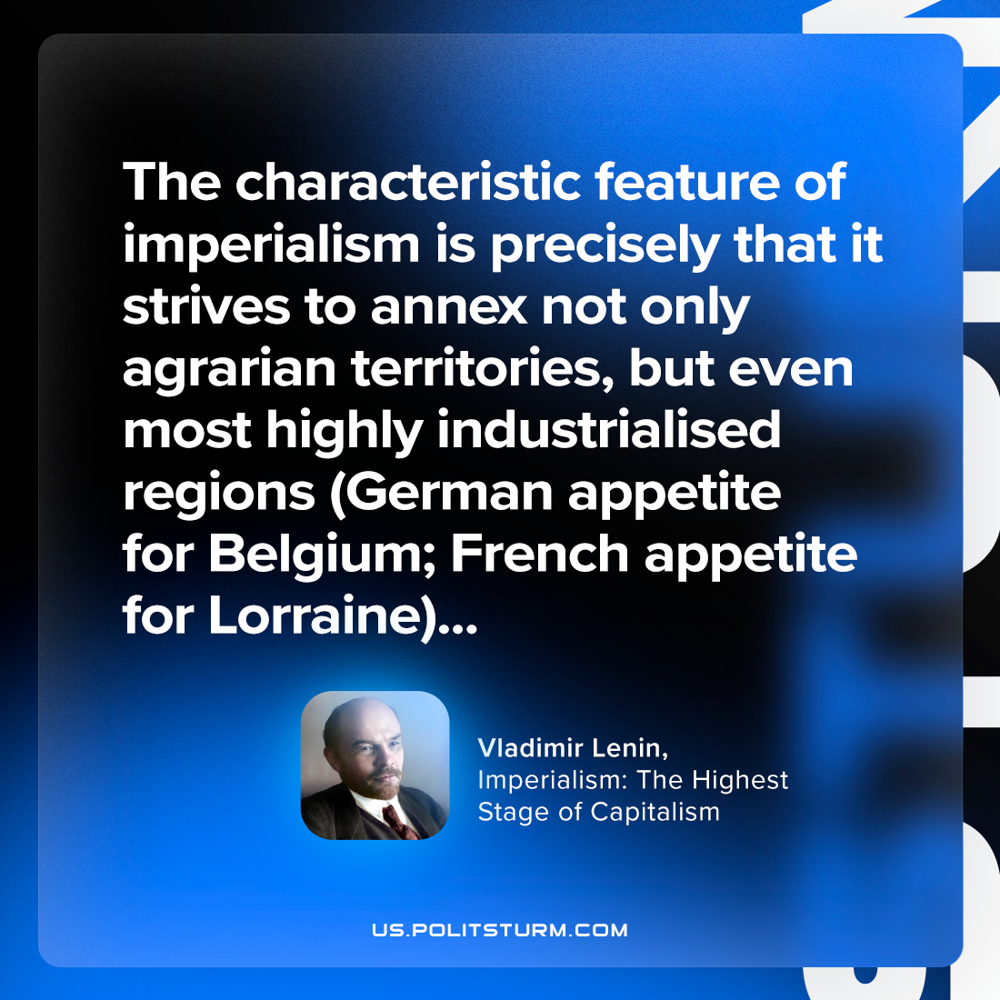 The characteristic feature of
imperialism is precisely that it
strives to annex not only
agrarian territories, but even
most highly industrialised
regions (German appetite
for Belgium; French appetite
for Lorraine)...
Vladimir Lenin,
Imperialism: The Highest
Stage of Capitalism
US.POLITSTURM.COM